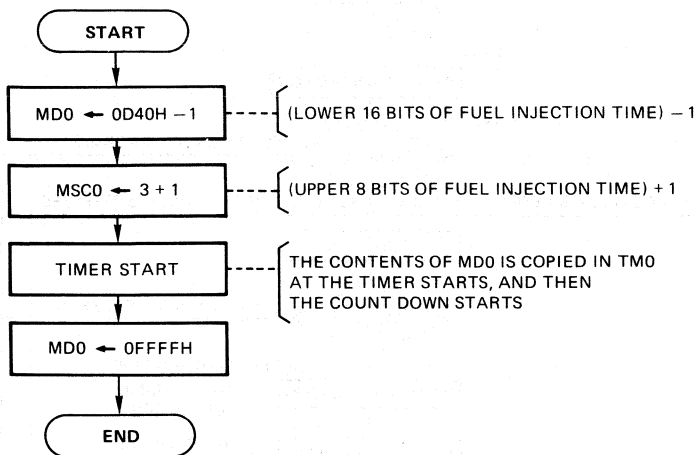 START
MD0 ← 0D40H − 1
(LOWER 16 BITS OF FUEL INJECTION TIME) − 1
MSC0 ← 3 + 1
(UPPER 8 BITS OF FUEL INJECTION TIME) + 1
TIMER START
THE CONTENTS OF MD0 IS COPIED IN TM0
AT THE TIMER STARTS, AND THEN
THE COUNT DOWN STARTS
MD0 ← 0FFFFH
END